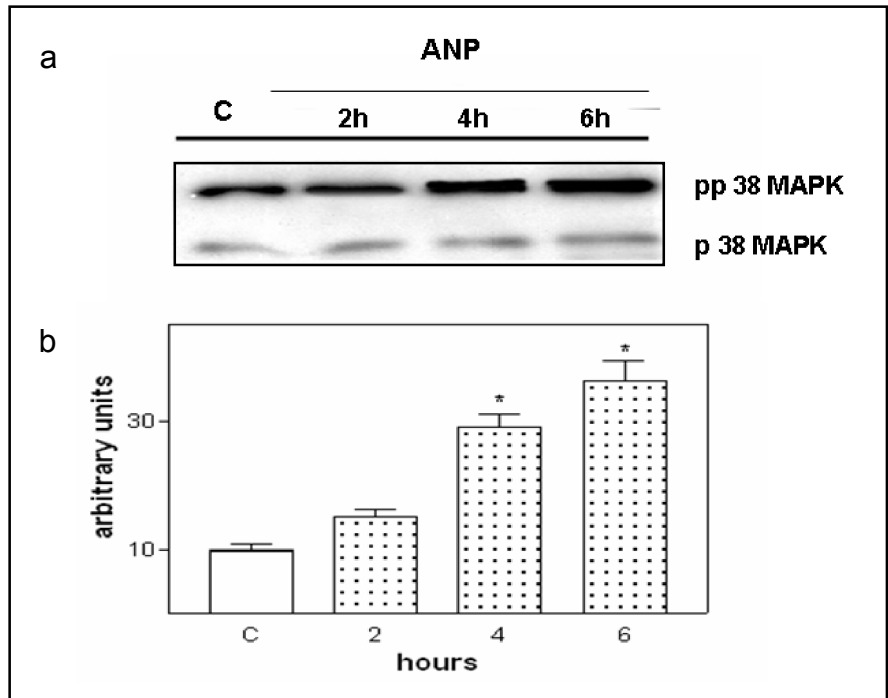 a
ANP
C 2h 4h 6h
pp 38 MAPK
p 38 MAPK
b
arbitrary units
30
10
* *
C 2 4 6
hours